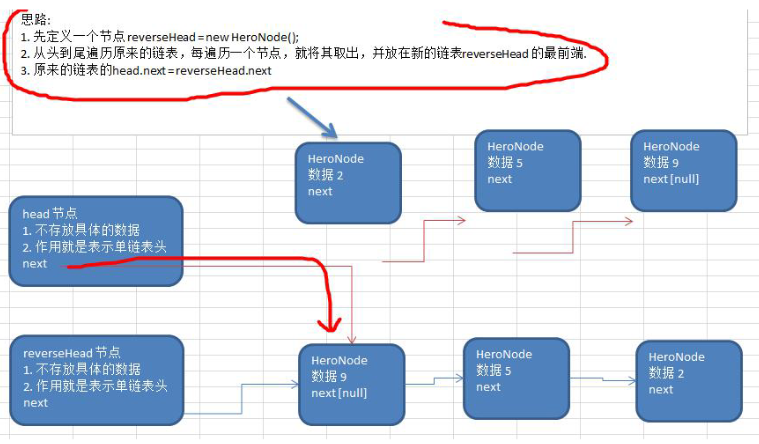 思路:
1. 先定义一个节点 reverseHead = new HeroNode();
2. 从头到尾遍历原来的链表，每遍历一个节点，就将其取出，并放在新的链表reverseHead 的最前端.
3. 原来的链表的head.next = reverseHead.next
HeroNode
数据 2
next
HeroNode
数据 5
next
HeroNode
数据 9
next [null]
head 节点
1. 不存放具体的数据
2. 作用就是表示单链表头
next
reverseHead 节点
1. 不存放具体的数据
2. 作用就是表示单链表头
next
HeroNode
数据 9
next [null]
HeroNode
数据 5
next
HeroNode
数据 2
next